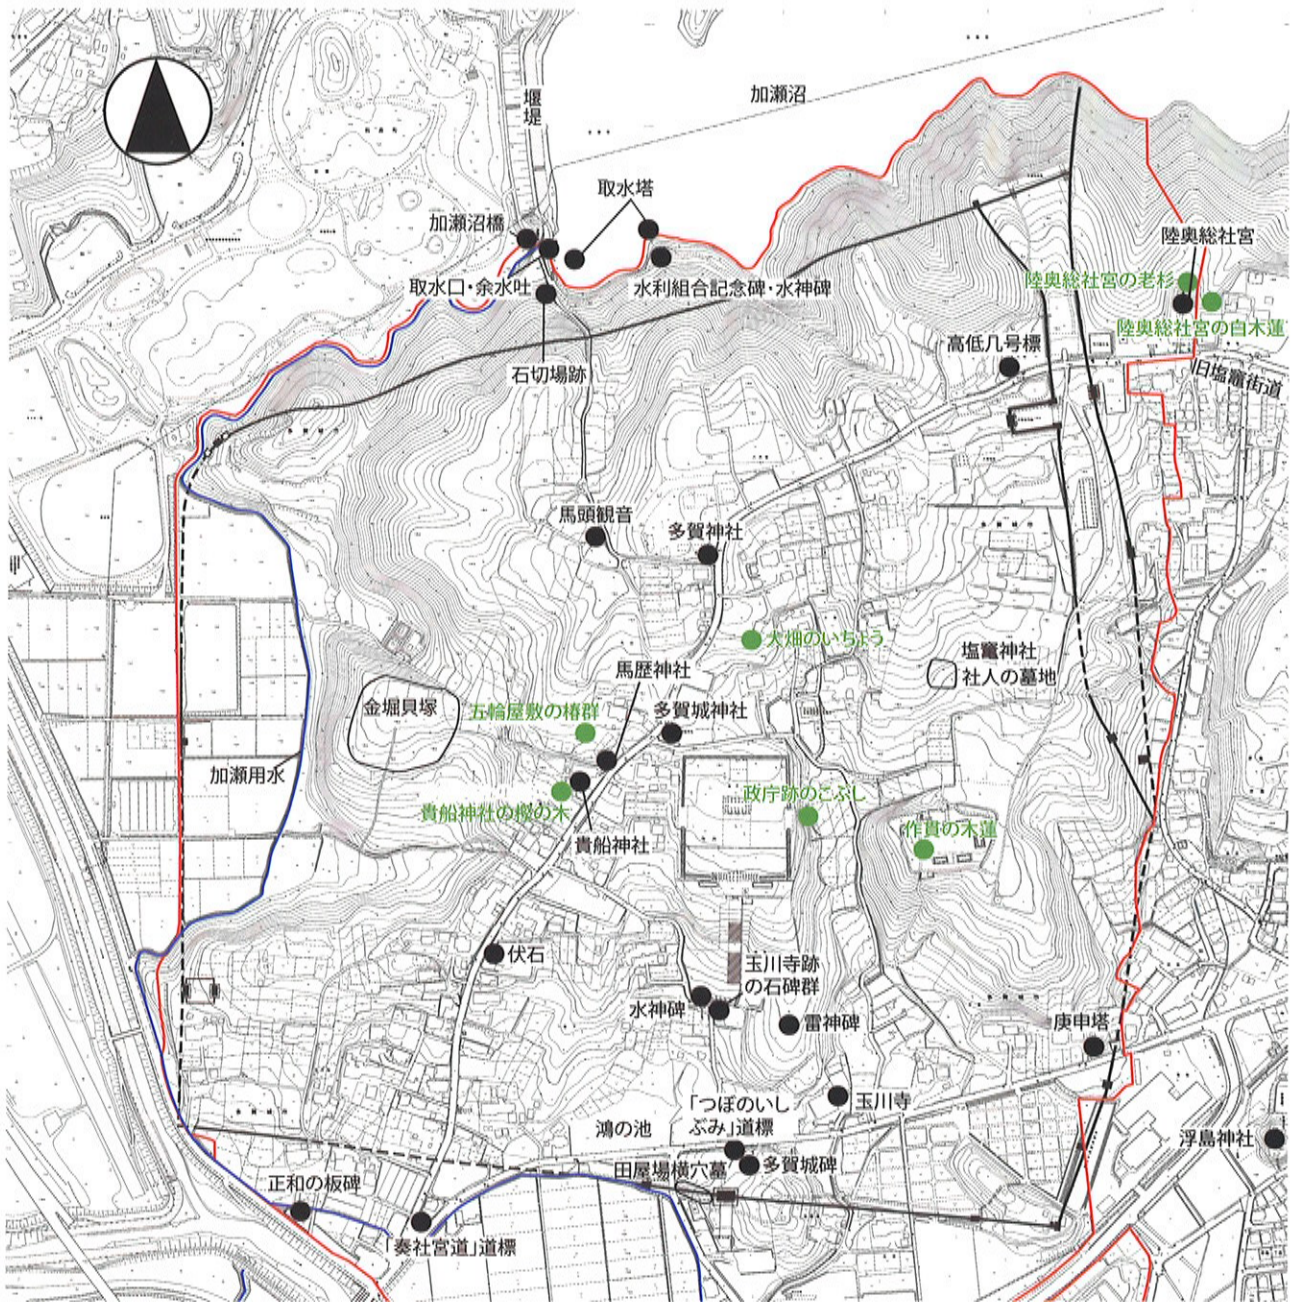 加瀬沼
堰堤
取水塔
加瀬沼橋
陸奥総社宮
陸奥総社宮の老杉
取水口・余水吐
水利組合記念碑・水神碑
陸奥総社宮の白木蓮
高低几号標
石切場跡
旧塩竈街道
馬頭観音
多賀神社
大畑のいちょう
塩竈神社
社人の墓地
馬歴神社
金堀貝塚
五輪屋敷の椿群
多賀城神社
加瀬用水
貴船神社の樅の木
政庁跡のこぶし
作貫の木蓮
貴船神社
伏石
玉川寺跡
の石碑群
水神碑
雷神碑
庚申塔
「つぼのいし
ぶみ」道標
玉川寺
鴻の池
浮島神社
多賀城碑
田屋場横穴墓
正和の板碑
「奏社宮道」道標